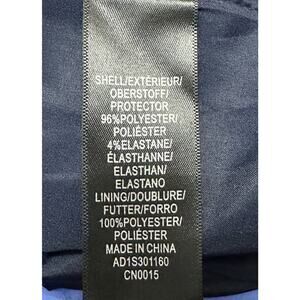 SHELL/EXTÉRIEUR/
OBERSTOFF/
PROTECTOR
96%POLYESTER/
POLIÉSTER
4%ELASTANE/
ÉLASTHANNE/
ELASTHAN/
ELASTANO
LINING/DOUBLURE/
FUTTER/FORRO
100%POLYESTER/
POLIÉSTER
MADE IN CHINA
AD1S301160
CN0015